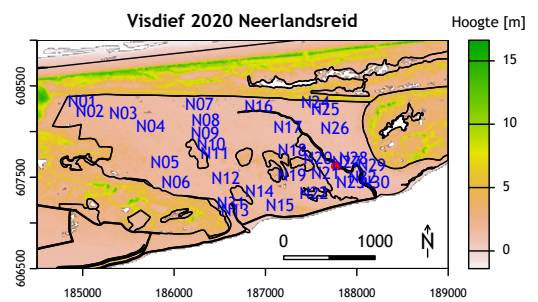 Visdief 2020 Neerlandsreid
Hoogte [m]
15
10
5
0
608500
607500
606500
N01
N02
N03
N04
N05
N06
N07
N08
N09
N10
N11
N12
N13
N14
N15
N16
N17
N18
N19
N20
N21
N22
N23
N24
N25
N26
N28
N29
N30
0 1000
N
185000 186000 187000 188000 189000